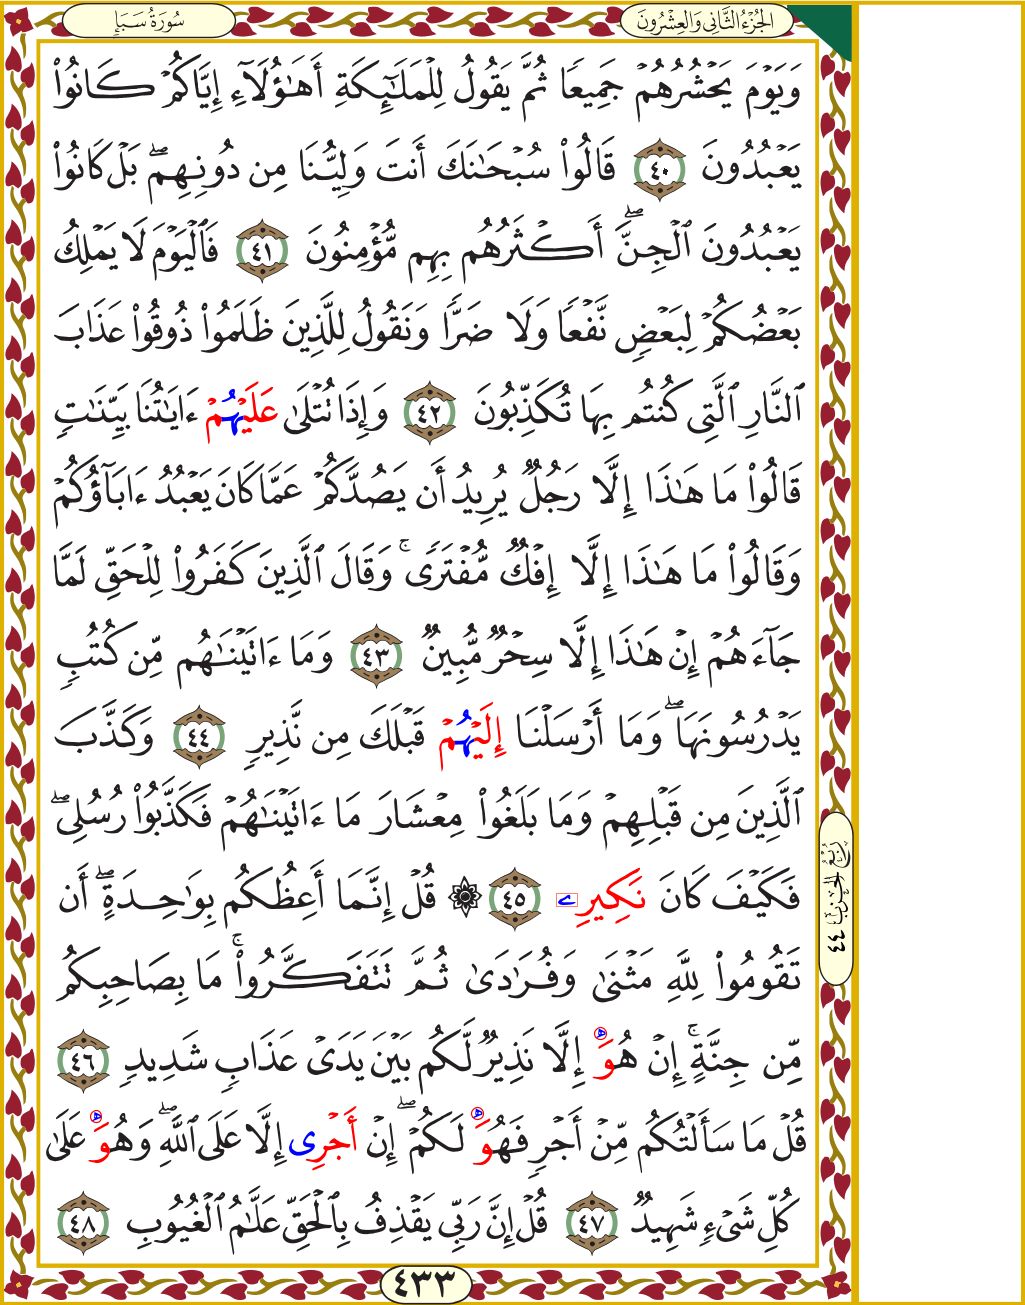 الجُزْءُ الثَّانِي وَالعِشْرُونَ
سُورَةُ سَبَإٍ
وَيَوۡمَ يَحۡشُرُهُمۡ جَمِيعٗا ثُمَّ يَقُولُ لِلۡمَلَٰٓئِكَةِ أَهَٰٓؤُلَآءِ إِيَّاكُمۡ كَانُواْ
يَعۡبُدُونَ ٤٠ قَالُواْ سُبۡحَٰنَكَ أَنتَ وَلِيُّنَا مِن دُونِهِمۖ بَلۡ كَانُواْ
يَعۡبُدُونَ ٱلۡجِنَّۖ أَكۡثَرُهُم بِهِم مُّؤۡمِنُونَ ٤١ فَٱلۡيَوۡمَ لَا يَمۡلِكُ
بَعۡضُكُمۡ لِبَعۡضٖ نَّفۡعٗا وَلَا ضَرّٗا وَنَقُولُ لِلَّذِينَ ظَلَمُواْ ذُوقُواْ عَذَابَ
ٱلنَّارِ ٱلَّتِي كُنتُم بِهَا تُكَذِّبُونَ ٤٢ وَإِذَا تُتۡلَىٰ عَلَيۡهُمۡ ءَايَٰتُنَا بَيِّنَٰتٖ
قَالُواْ مَا هَٰذَا إِلَّا رَجُلٞ يُرِيدُ أَن يَصُدَّكُمۡ عَمَّا كَانَ يَعۡبُدُ ءَابَآؤُكُمۡ
وَقَالُواْ مَا هَٰذَا إِلَّا إِفۡكٞ مُّفۡتَرٗىۚ وَقَالَ ٱلَّذِينَ كَفَرُواْ لِلۡحَقِّ لَمَّا
جَآءَهُمۡ إِنۡ هَٰذَا إِلَّا سِحۡرٞ مُّبِينٞ ٤٣ وَمَا ءَاتَيۡنَٰهُم مِّن كُتُبٖ
يَدۡرُسُونَهَاۖ وَمَا أَرۡسَلۡنَا إِلَيۡهُمۡ قَبۡلَكَ مِن نَّذِيرٖ ٤٤ وَكَذَّبَ
ٱلَّذِينَ مِن قَبۡلِهِمۡ وَمَا بَلَغُواْ مِعۡشَارَ مَا ءَاتَيۡنَٰهُمۡ فَكَذَّبُواْ رُسُلِيۖ
فَكَيۡفَ كَانَ نَكِيرِے ٤٥ ۞ قُلۡ إِنَّمَا أَعِظُكُم بِوَٰحِدَةٍۖ أَن
تَقُومُواْ لِلَّهِ مَثۡنَىٰ وَفُرَٰدَىٰ ثُمَّ تَتَفَكَّرُواْۚ مَا بِصَاحِبِكُم
مِّن جِنَّةٍۚ إِنۡ هُوَ إِلَّا نَذِيرٞ لَّكُم بَيۡنَ يَدَيۡ عَذَابٖ شَدِيدٖ ٤٦
قُلۡ مَا سَأَلۡتُكُم مِّنۡ أَجۡرٖ فَهُوَ لَكُمۡۖ إِنۡ أَجۡرِي إِلَّا عَلَى ٱللَّهِۖ وَهُوَ عَلَىٰ
كُلِّ شَيۡءٖ شَهِيدٞ ٤٧ قُلۡ إِنَّ رَبِّي يَقۡذِفُ بِٱلۡحَقِّ عَلَّٰمُ ٱلۡغُيُوبِ ٤٨
رُبْعُ الحِزْبِ ٤٤
٤٣٣